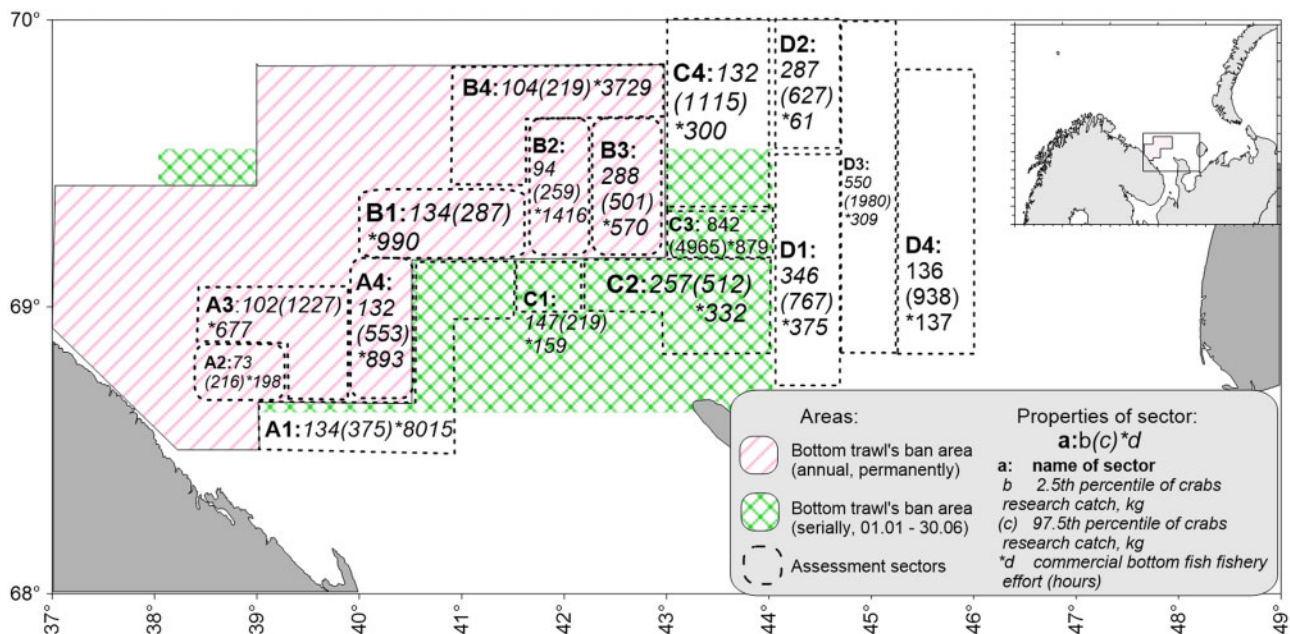 70°
69°
68°
37°
38°
39°
40°
41°
42°
43°
44°
45°
46°
47°
48°
49°
B4:104(219)*3729
B2:
94
(259)
*1416
B3:
288
(501)
*570
B1:134(287)
*990
A4:
132
(553)
*893
A3:102(1227)
*677
A2:73
(216)*198
A1:134(375)*8015
C4:132
(1115)
*300
C3: 842
(4965)*879
C2:257(512)
*332
C1:
147(219)
*159
D2:
287
(627)
*61
D1:
346
(767)
*375
D3:
550
(1980)
*309
D4:
136
(938)
*137
Areas:
Bottom trawl's ban area
(annual, permanently)
Bottom trawl's ban area
(serially, 01.01 - 30.06)
Assessment sectors
Properties of sector:
a:b(c)*d
a: name of sector
b 2.5th percentile of crabs
research catch, kg
(c) 97.5th percentile of crabs
research catch, kg
*d commercial bottom fish fishery
effort (hours)